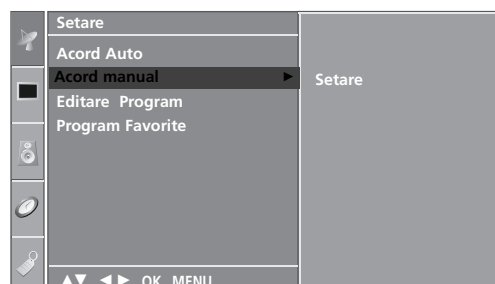 Setare
Acord Auto
Acord manual ►
Setare
Editare Program
Program Favorite
▲▼ ◄► OK MENU